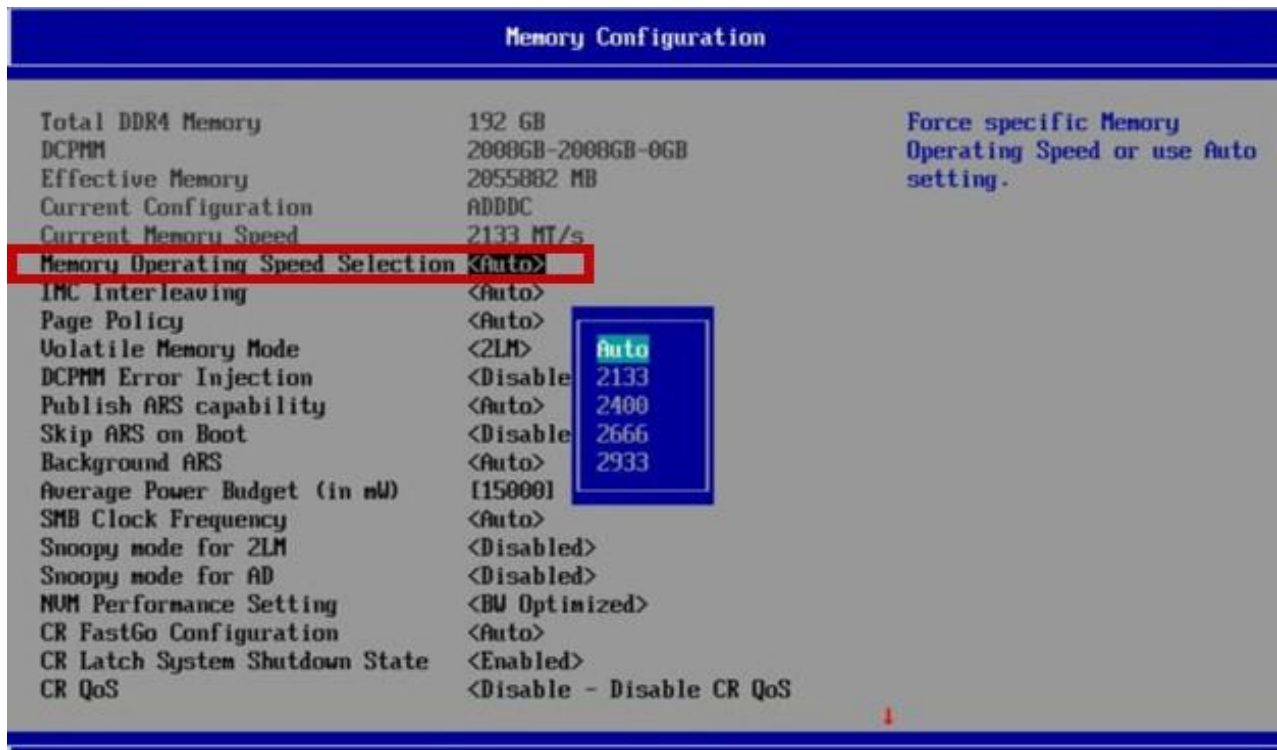 Memory Configuration
Total DDR4 Memory 192 GB
DCPMM 2008GB-2008GB-0GB
Effective Memory 2055882 MB
Current Configuration ADDDC
Current Memory Speed 2133 MT/s
Memory Operating Speed Selection <Auto>
IMC Interleaving <Auto>
Page Policy <Auto>
Volatile Memory Mode <2LM>
DCPMM Error Injection <Disable
Publish ARS capability <Auto>
Skip ARS on Boot <Disable
Background ARS <Auto>
Average Power Budget (in mW) [15000]
SMB Clock Frequency <Auto>
Snoopy mode for 2LM <Disabled>
Snoopy mode for AD <Disabled>
NVM Performance Setting <BW Optimized>
CR FastGo Configuration <Auto>
CR Latch System Shutdown State <Enabled>
CR QoS <Disable - Disable CR QoS
Auto
2133
2400
2666
2933
Force specific Memory
Operating Speed or use Auto
setting.